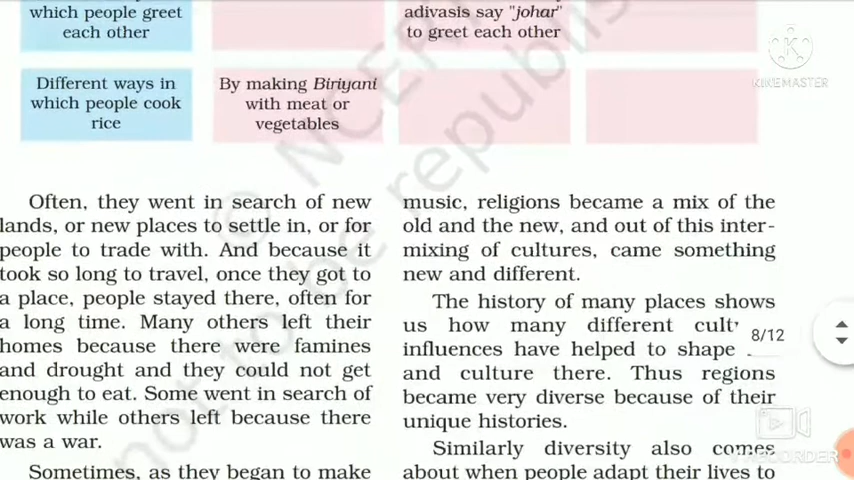 which people greet
each other
adivasis say "johar"
to greet each other
Different ways in
which people cook
rice
By making Biriyani
with meat or
vegetables
KINEMASTER
Often, they went in search of new
lands, or new places to settle in, or for
people to trade with. And because it
took so long to travel, once they got to
a place, people stayed there, often for
a long time. Many others left their
homes because there were famines
and drought and they could not get
enough to eat. Some went in search of
work while others left because there
was a war.
Sometimes, as they began to make
music, religions became a mix of the
old and the new, and out of this inter-
mixing of cultures, came something
new and different.
The history of many places shows
us how many different
influences have helped to shape
and culture there. Thus regions
became very diverse because of their
unique histories.
Similarly diversity also comes
about when people adapt their lives to
8/12
RECORDER
© NCERT
not to be republis